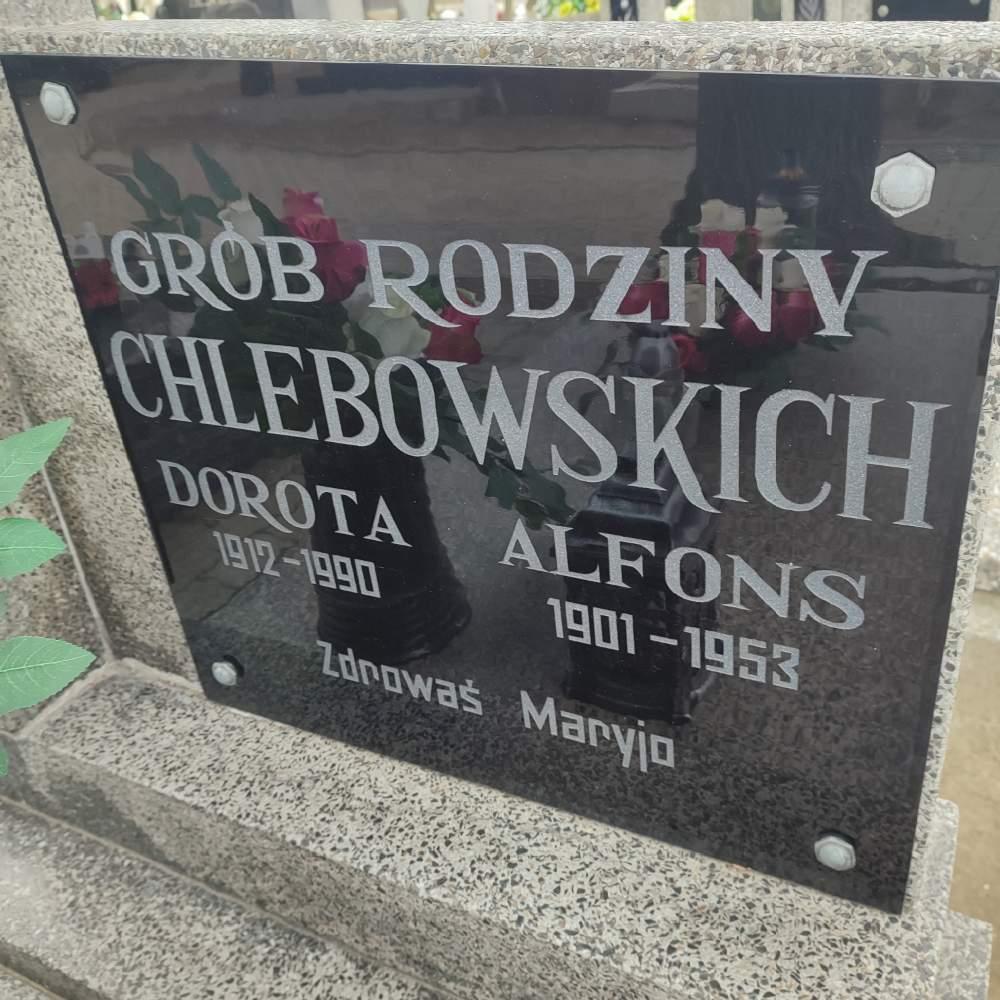 GRÓB RODZINY
CHLEBOWSKICH
DOROTA ALFONS
1912-1990 1901-1953
Zdrowaś Maryjo